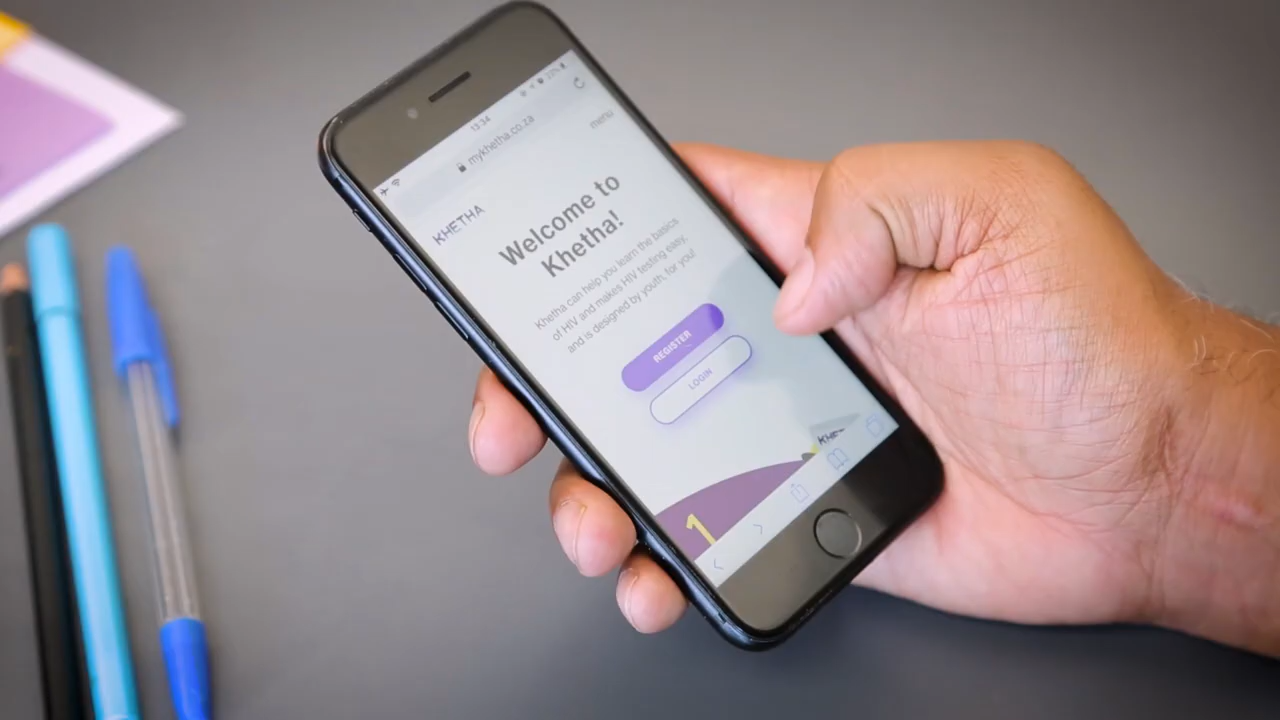 13:34
mykhetha.co.za
menu
KHETHA
Welcome to
Khetha!
Khetha can help you learn the basics
of HIV and makes HIV testing easy,
and is designed by youth, for you!
REGISTER
LOGIN
1